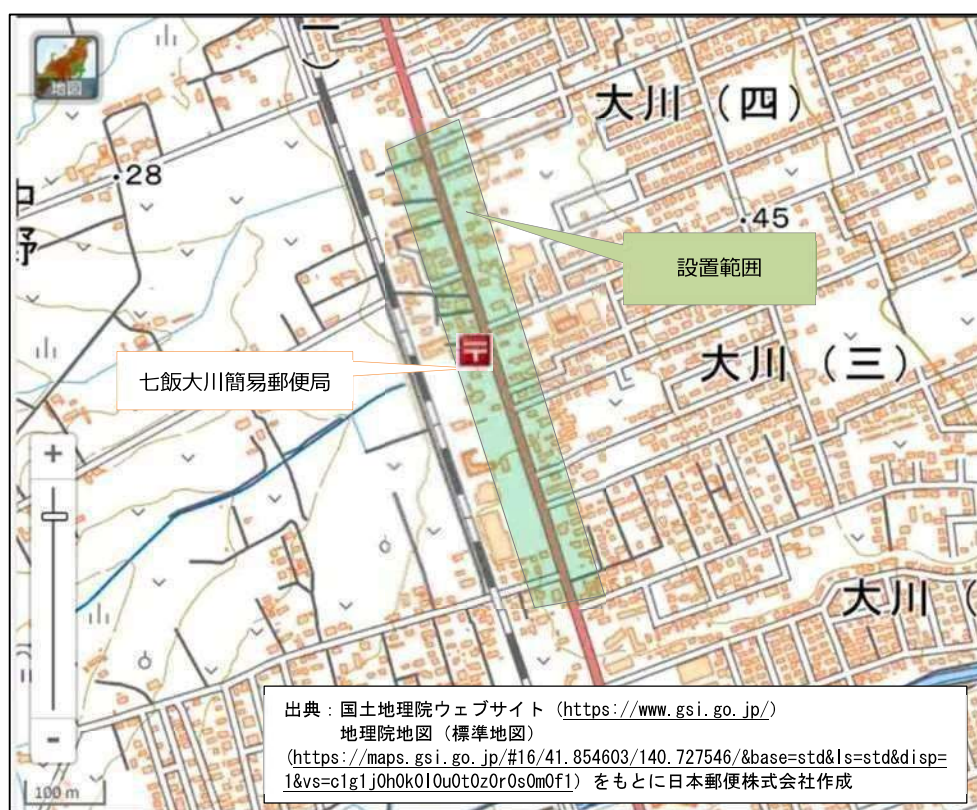 一)
地図
大川(四)
・28
中
野
・45
設置範囲
七飯大川簡易郵便局
大川(三)
+
大川
-
100 m
出典:国土地理院ウェブサイト(https://www.gsi.go.jp/)
地理院地図(標準地図)
(https://maps.gsi.go.jp/#16/41.854603/140.727546/&base=std&ls=std&disp=
1&vs=c1g1j0h0k0l0u0t0z0r0s0m0f1)をもとに日本郵便株式会社作成